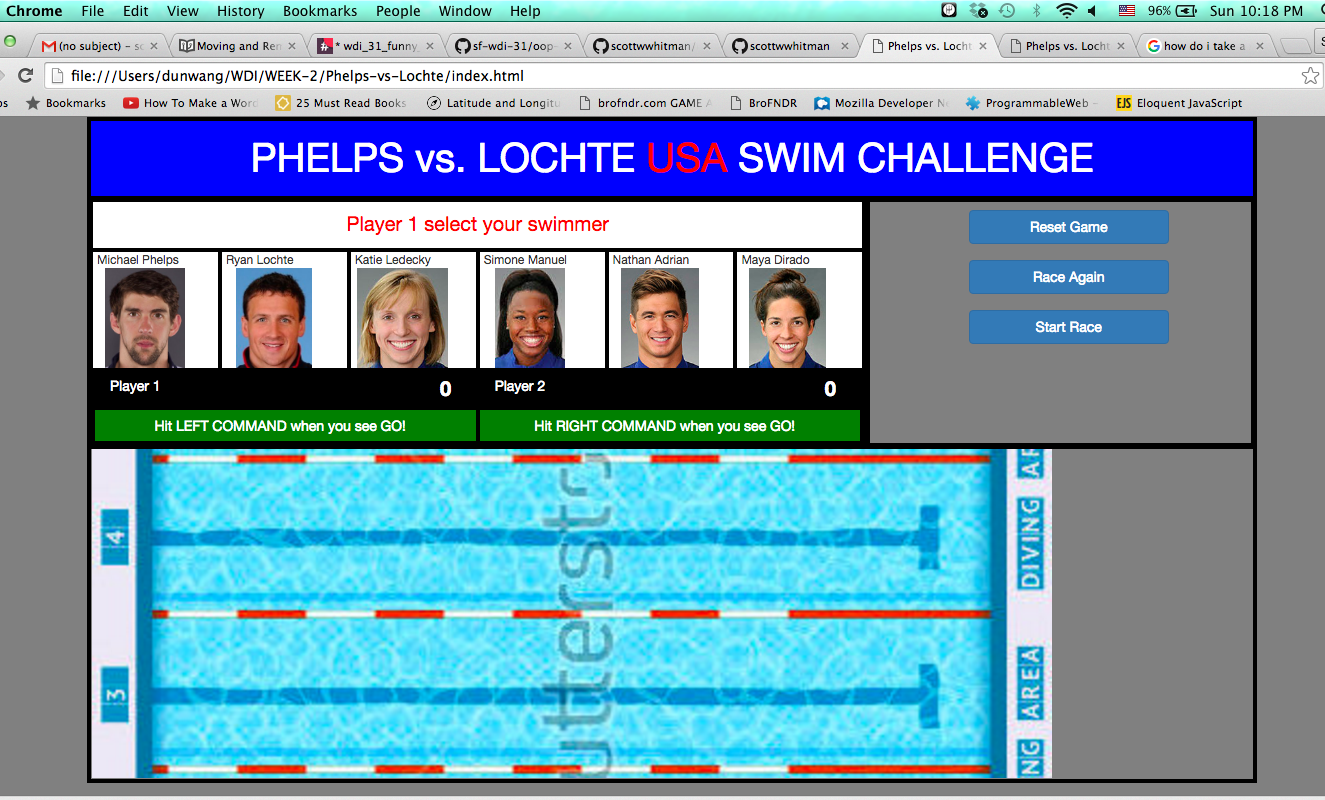 Chrome File Edit View History Bookmarks People Window Help 96% Sun 10:18 PM
(no subject) – Moving and Ren * wdi_31_funny_ sf-wdi-31/oop- scottwwhitman/ scottwwhitman Phelps vs. Locht Phelps vs. Locht how do i take a
file:///Users/dunwang/WDI/WEEK-2/Phelps-vs-Lochte/index.html
Bookmarks How To Make a Word 25 Must Read Books Latitude and Longitu brofndr.com GAME A BroFNDR Mozilla Developer Ne ProgrammableWeb – EJS Eloquent JavaScript
PHELPS vs. LOCHTE USA SWIM CHALLENGE
Player 1 select your swimmer
Reset Game
Race Again
Start Race
Michael Phelps Ryan Lochte Katie Ledecky Simone Manuel Nathan Adrian Maya Dirado
Player 1 0 Player 2 0
Hit LEFT COMMAND when you see GO! Hit RIGHT COMMAND when you see GO!
4
3
utterstr
AR
DIVING
AREA
NG